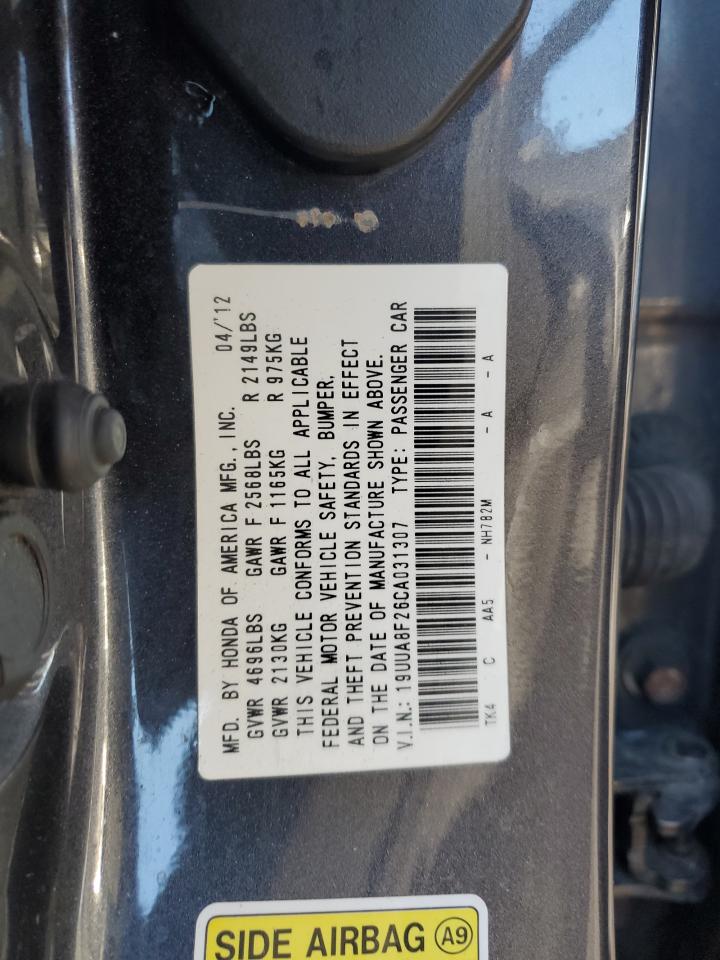 MFD. BY HONDA OF AMERICA MFG., INC. 04/'12
GVWR 4696LBS GAWR F 2568LBS R 2149LBS
GVWR 2130KG GAWR F 1165KG R 975KG
THIS VEHICLE CONFORMS TO ALL APPLICABLE
FEDERAL MOTOR VEHICLE SAFETY, BUMPER,
AND THEFT PREVENTION STANDARDS IN EFFECT
ON THE DATE OF MANUFACTURE SHOWN ABOVE.
V.I.N.: 19UUA8F26CA031307 TYPE: PASSENGER CAR
TK4 C AA5 - NH782M - A - A
SIDE AIRBAG A9